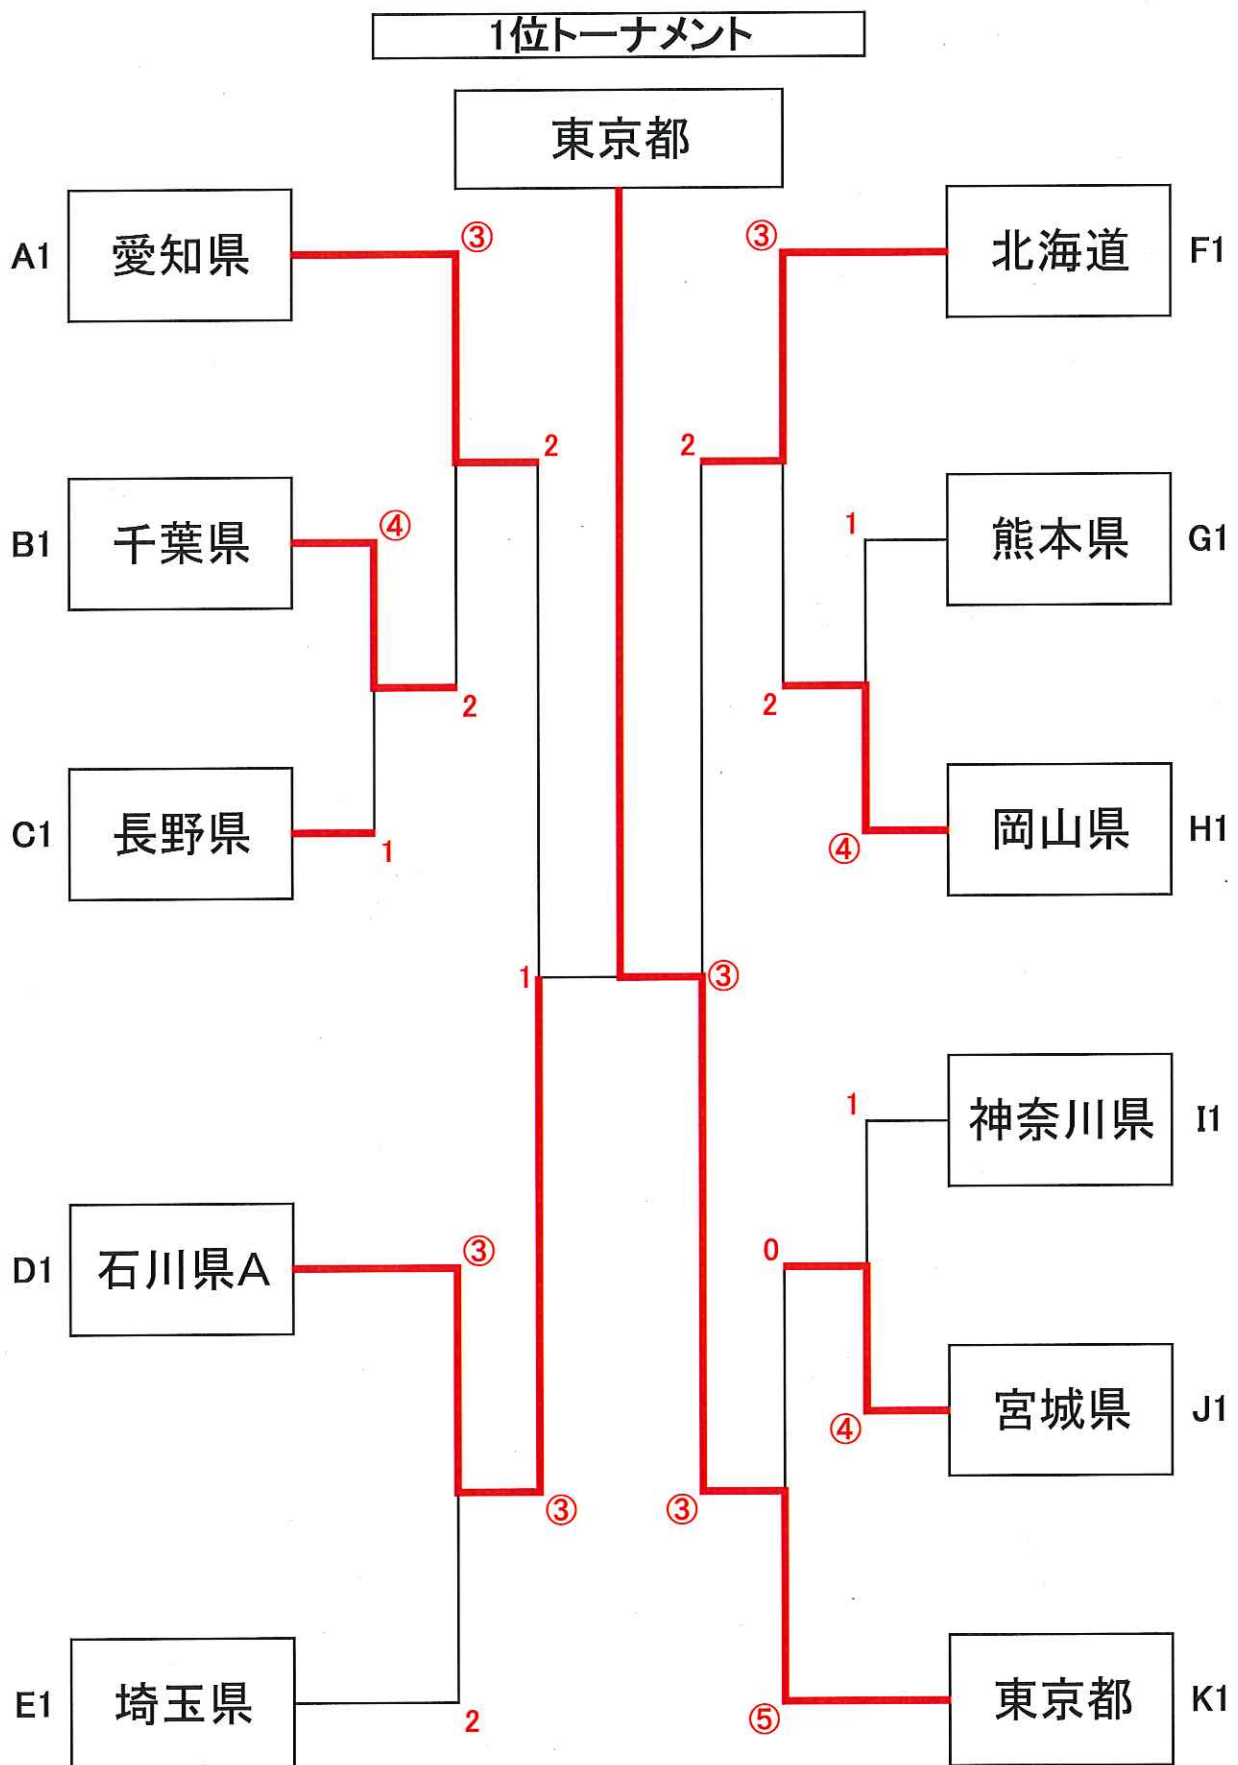 1位トーナメント
東京都
A1 愛知県 ③
③ 北海道 F1
2
2
B1 千葉県 ④
1 熊本県 G1
2
2
C1 長野県 1
④ 岡山県 H1
1
③
1 神奈川県 I1
D1 石川県A ③
0
④ 宮城県 J1
③
③
E1 埼玉県 2
⑤ 東京都 K1